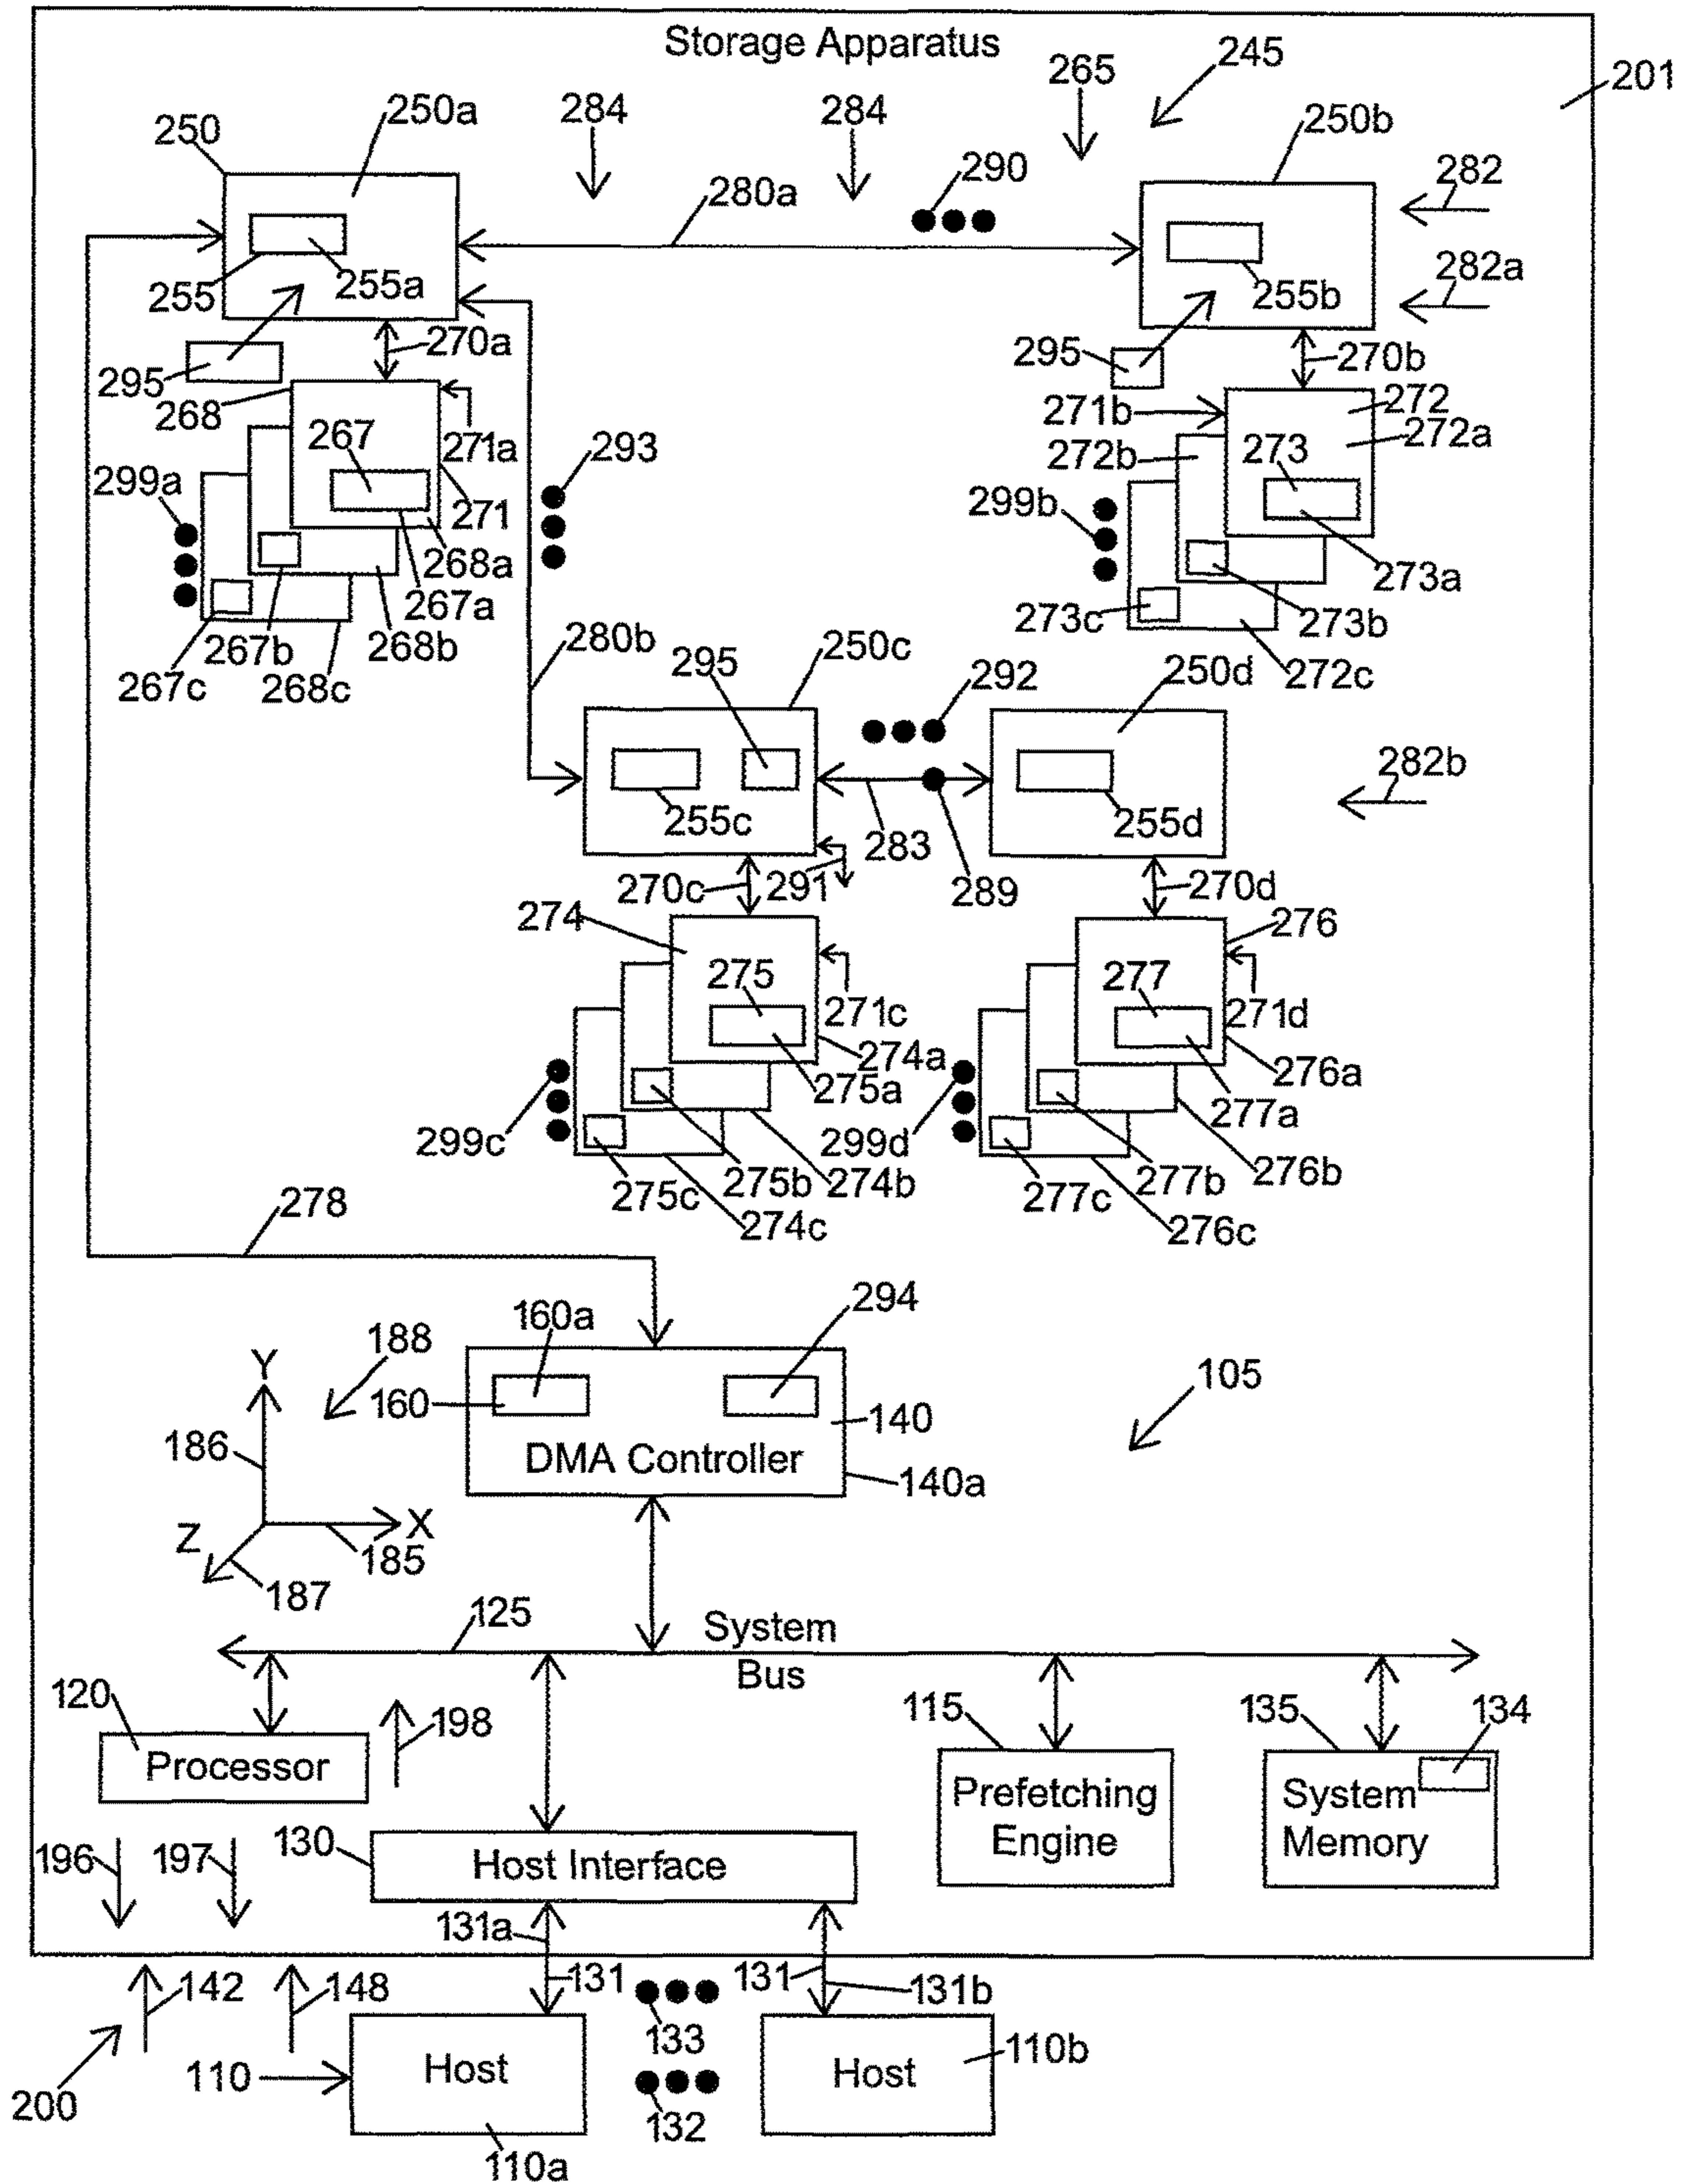 Storage Apparatus
245
265
201
250a
284
284
250b
250
290
282
280a
255a
255
255b
282a
270a
295
270b
295
268
271b
272
267
271a
293
272b
273
272a
299a
271
299b
268a
273a
267a
280b
273c
273b
267b
268b
295
250c
292
250d
272c
267c
268c
282b
255c
283
255d
270c
291
289
270d
274
276
275
277
271c
271d
274a
276a
275a
277a
299c
299d
275c
275b
274b
277c
277b
276b
278
274c
276c
160a
294
188
Y
105
160
140
186
DMA Controller
140a
Z
X
185
187
125
System
Bus
120
198
115
135
134
Processor
Prefetching
Engine
System
Memory
196
197
130
Host Interface
131a
142
148
131
131
131b
133
110
Host
Host
110b
200
132
110a